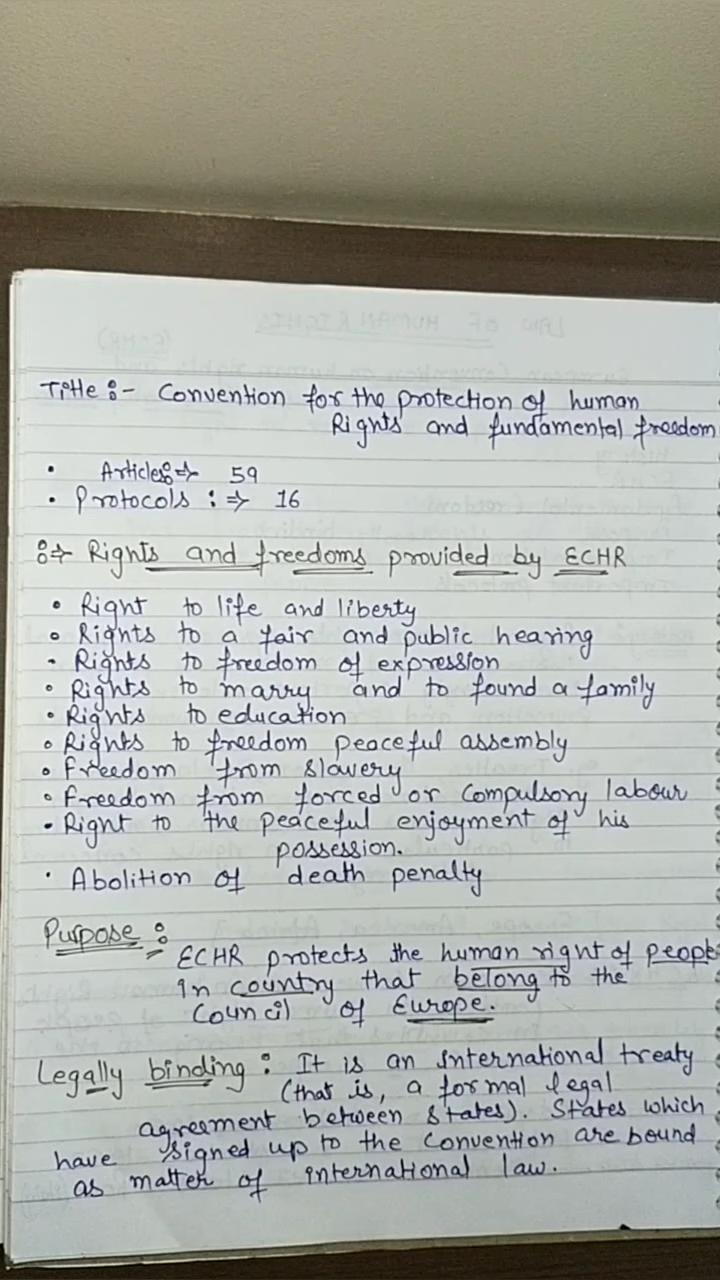 Title :- Convention for the protection of human
Rights and fundamental freedom
• Articles :⇒ 59
• Protocols :⇒ 16
:⇒ Rights and freedoms provided by ECHR
• Right to life and liberty
• Rights to a fair and public hearing
• Rights to freedom of expression
• Rights to marry and to found a family
• Rights to education
• Rights to freedom peaceful assembly
• freedom from slavery
• freedom from forced or compulsory labour
• Right to the peaceful enjoyment of his
possession.
• Abolition of death penalty
Purpose :
ECHR protects the human right of people
in country that belong to the
Council of Europe.
Legally binding : It is an International treaty
(that is, a formal legal
agreement between states). States which
have signed up to the Convention are bound
as matter of international law.